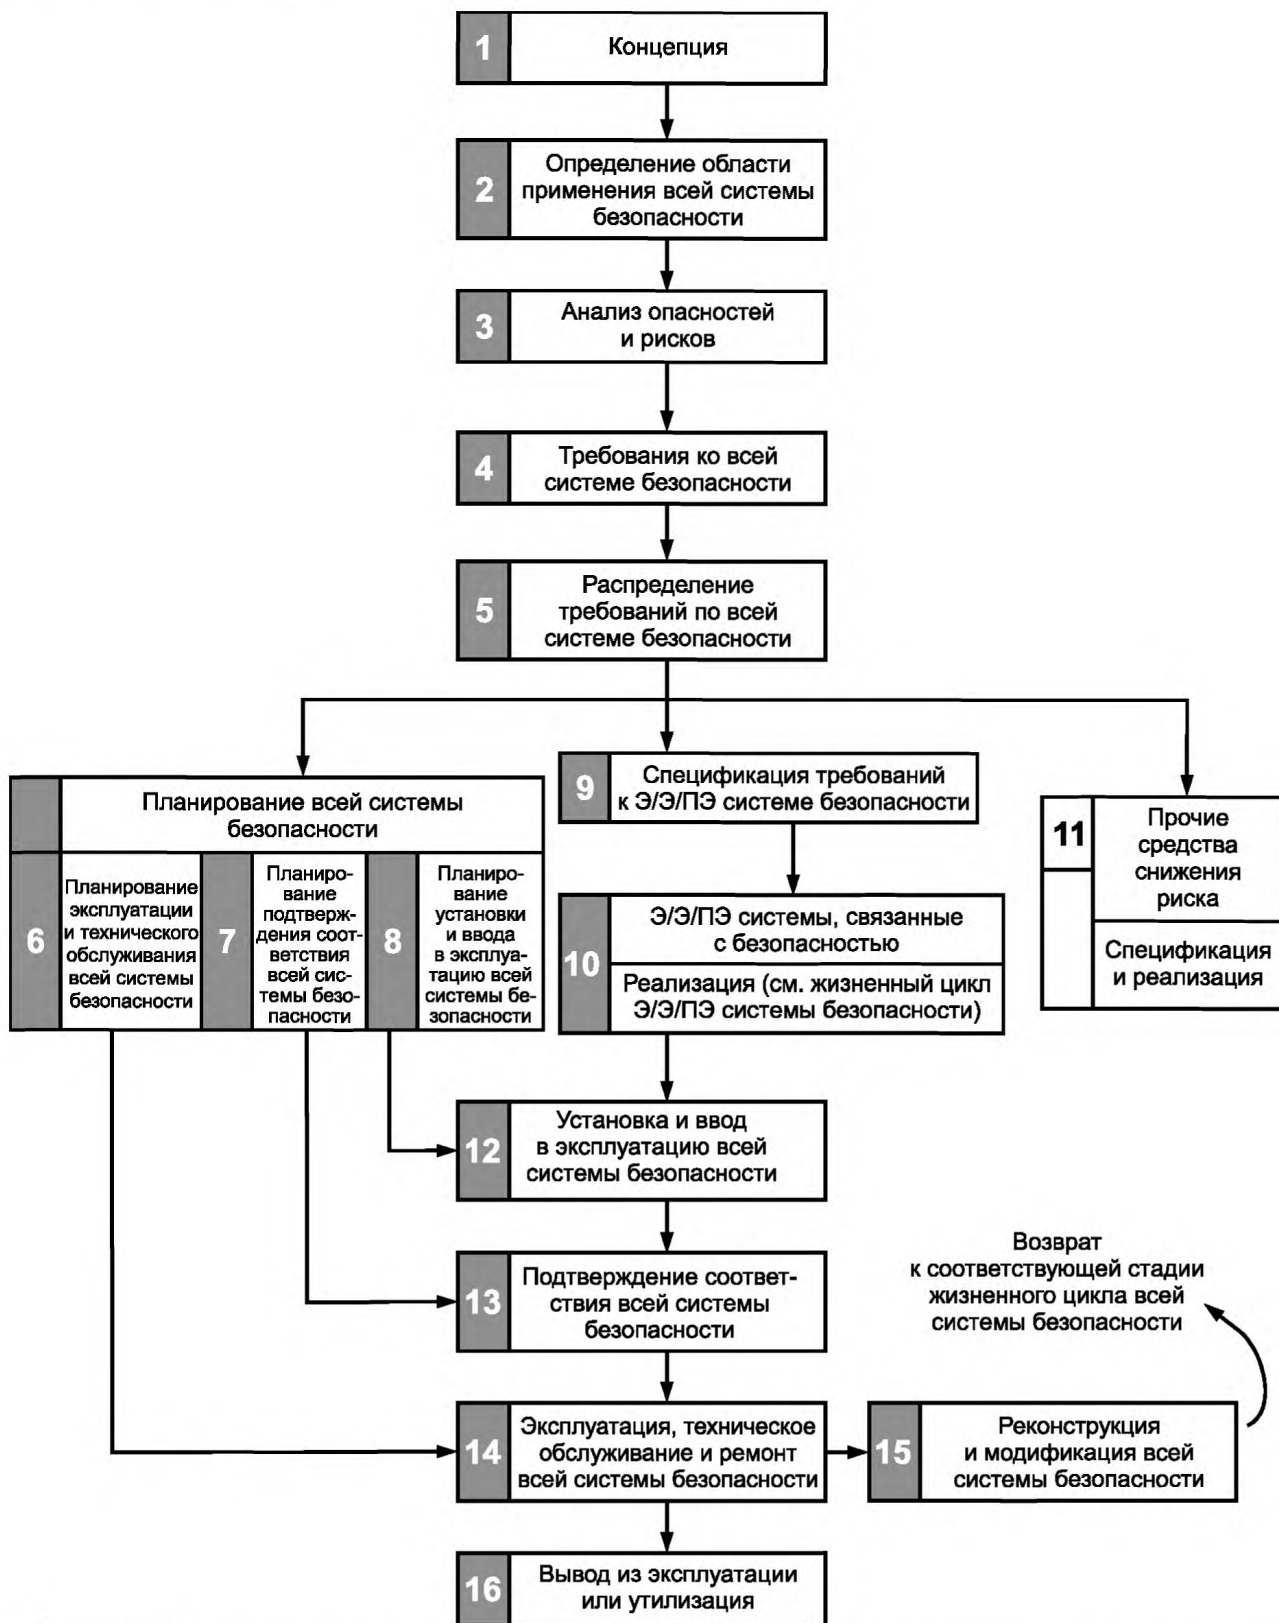 1
Концепция
2
Определение области
применения всей системы
безопасности
3
Анализ опасностей
и рисков
4
Требования ко всей
системе безопасности
5
Распределение
требований по всей
системе безопасности
Планирование всей системы
безопасности
6
Планирование
эксплуатации
и технического
обслуживания
всей системы
безопасности
7
Планиро-
вание
подтверж-
дения соот-
ветствия
всей сис-
темы безо-
пасности
8
Планиро-
вание
установки
и ввода
в эксплуа-
тацию всей
системы бе-
зопасности
9
Спецификация требований
к Э/Э/ПЭ системе безопасности
10
Э/Э/ПЭ системы, связанные
с безопасностью
Реализация (см. жизненный цикл
Э/Э/ПЭ системы безопасности)
11
Прочие
средства
снижения
риска
Спецификация
и реализация
12
Установка и ввод
в эксплуатацию всей
системы безопасности
13
Подтверждение соответ-
ствия всей системы
безопасности
Возврат
к соответствующей стадии
жизненного цикла всей
системы безопасности
14
Эксплуатация, техническое
обслуживание и ремонт
всей системы безопасности
15
Реконструкция
и модификация всей
системы безопасности
16
Вывод из эксплуатации
или утилизация